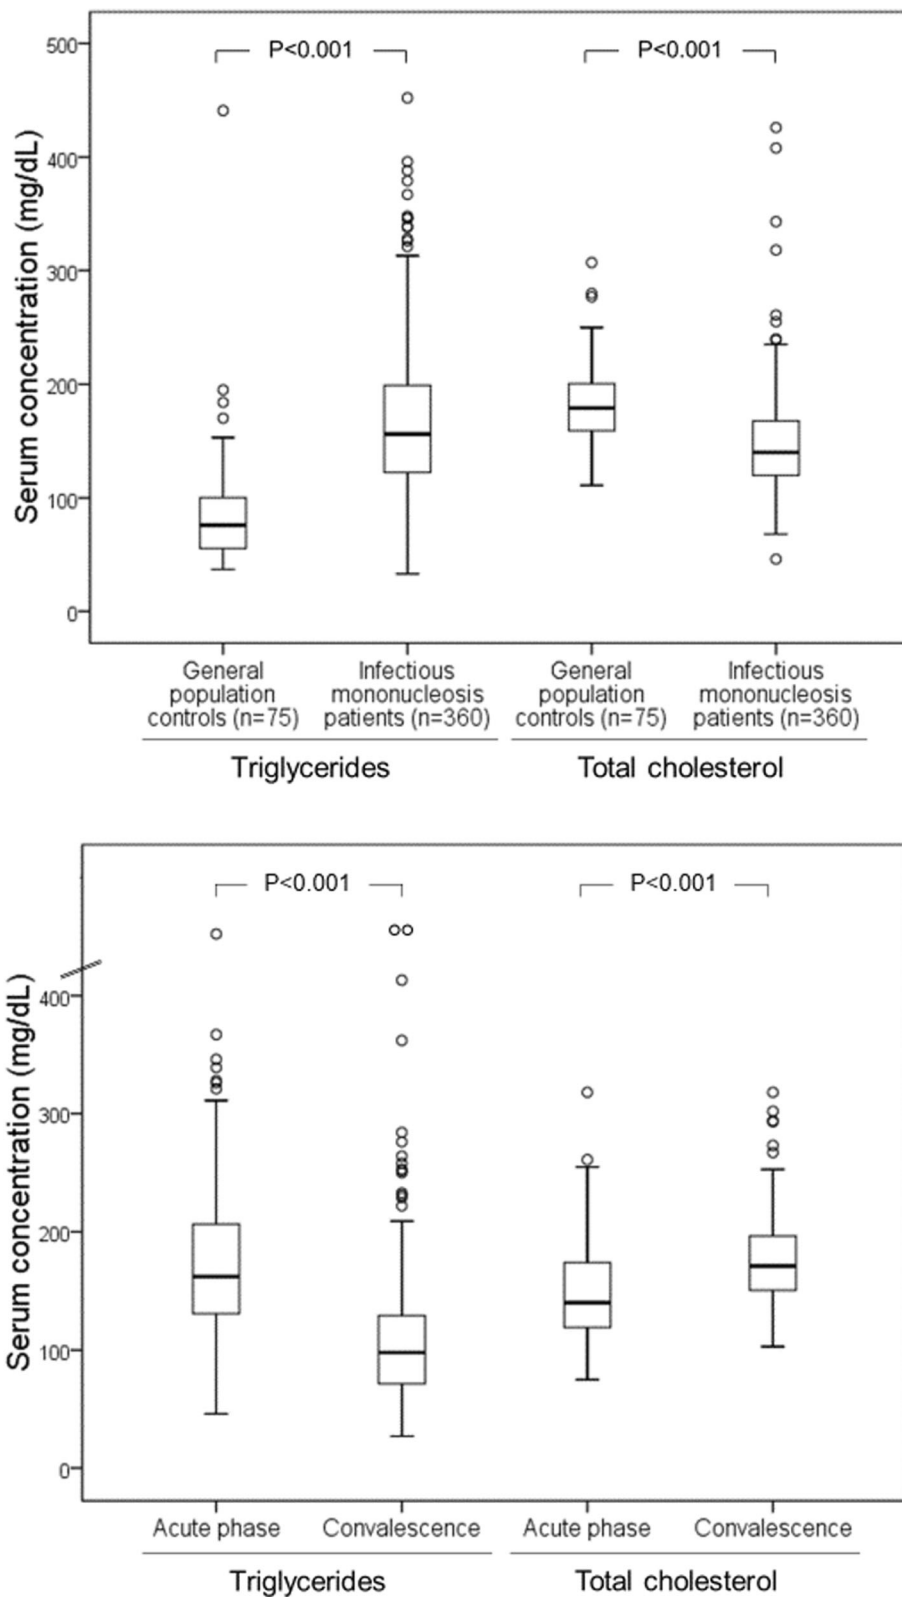 P<0.001
P<0.001
500
400
300
200
100
0
Serum concentration (mg/dL)
General
population
controls (n=75)
Infectious
mononucleosis
patients (n=360)
General
population
controls (n=75)
Infectious
mononucleosis
patients (n=360)
Triglycerides
Total cholesterol
P<0.001
P<0.001
400
300
200
100
0
Serum concentration (mg/dL)
Acute phase
Convalescence
Acute phase
Convalescence
Triglycerides
Total cholesterol